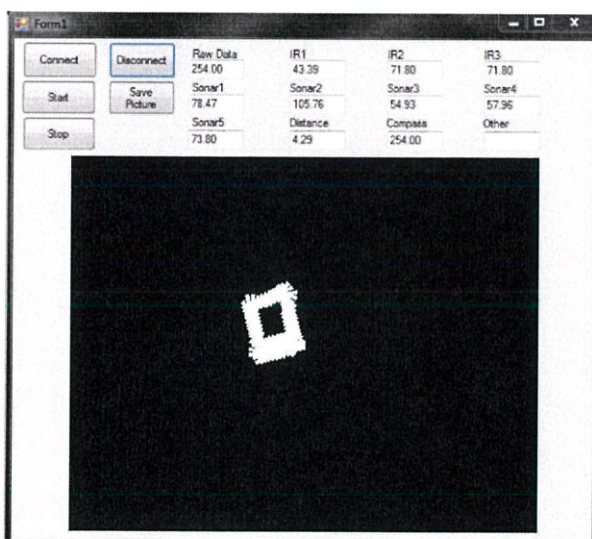 Form1
Connect Disconnect Raw Data IR1 IR2 IR3
254.00 43.39 71.80 71.80
Start Save Picture Sonar1 Sonar2 Sonar3 Sonar4
78.47 105.76 54.93 57.96
Stop Sonar5 Distance Compass Other
73.80 4.29 254.00